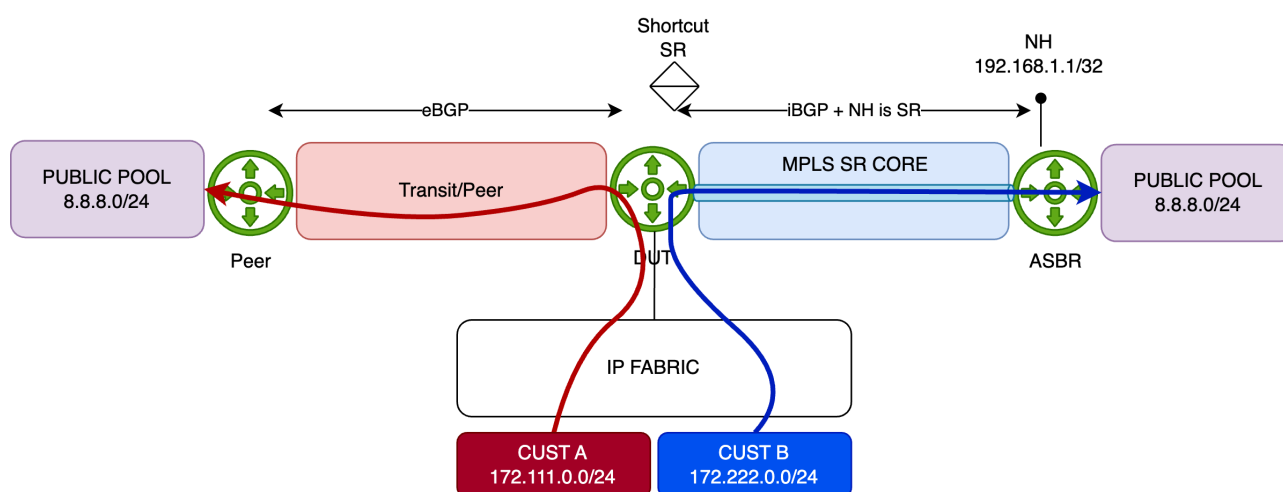 Shortcut
SR
NH
192.168.1.1/32
eBGP
iBGP + NH is SR
PUBLIC POOL
8.8.8.0/24
Transit/Peer
MPLS SR CORE
PUBLIC POOL
8.8.8.0/24
Peer
DUT
ASBR
IP FABRIC
CUST A
172.111.0.0/24
CUST B
172.222.0.0/24